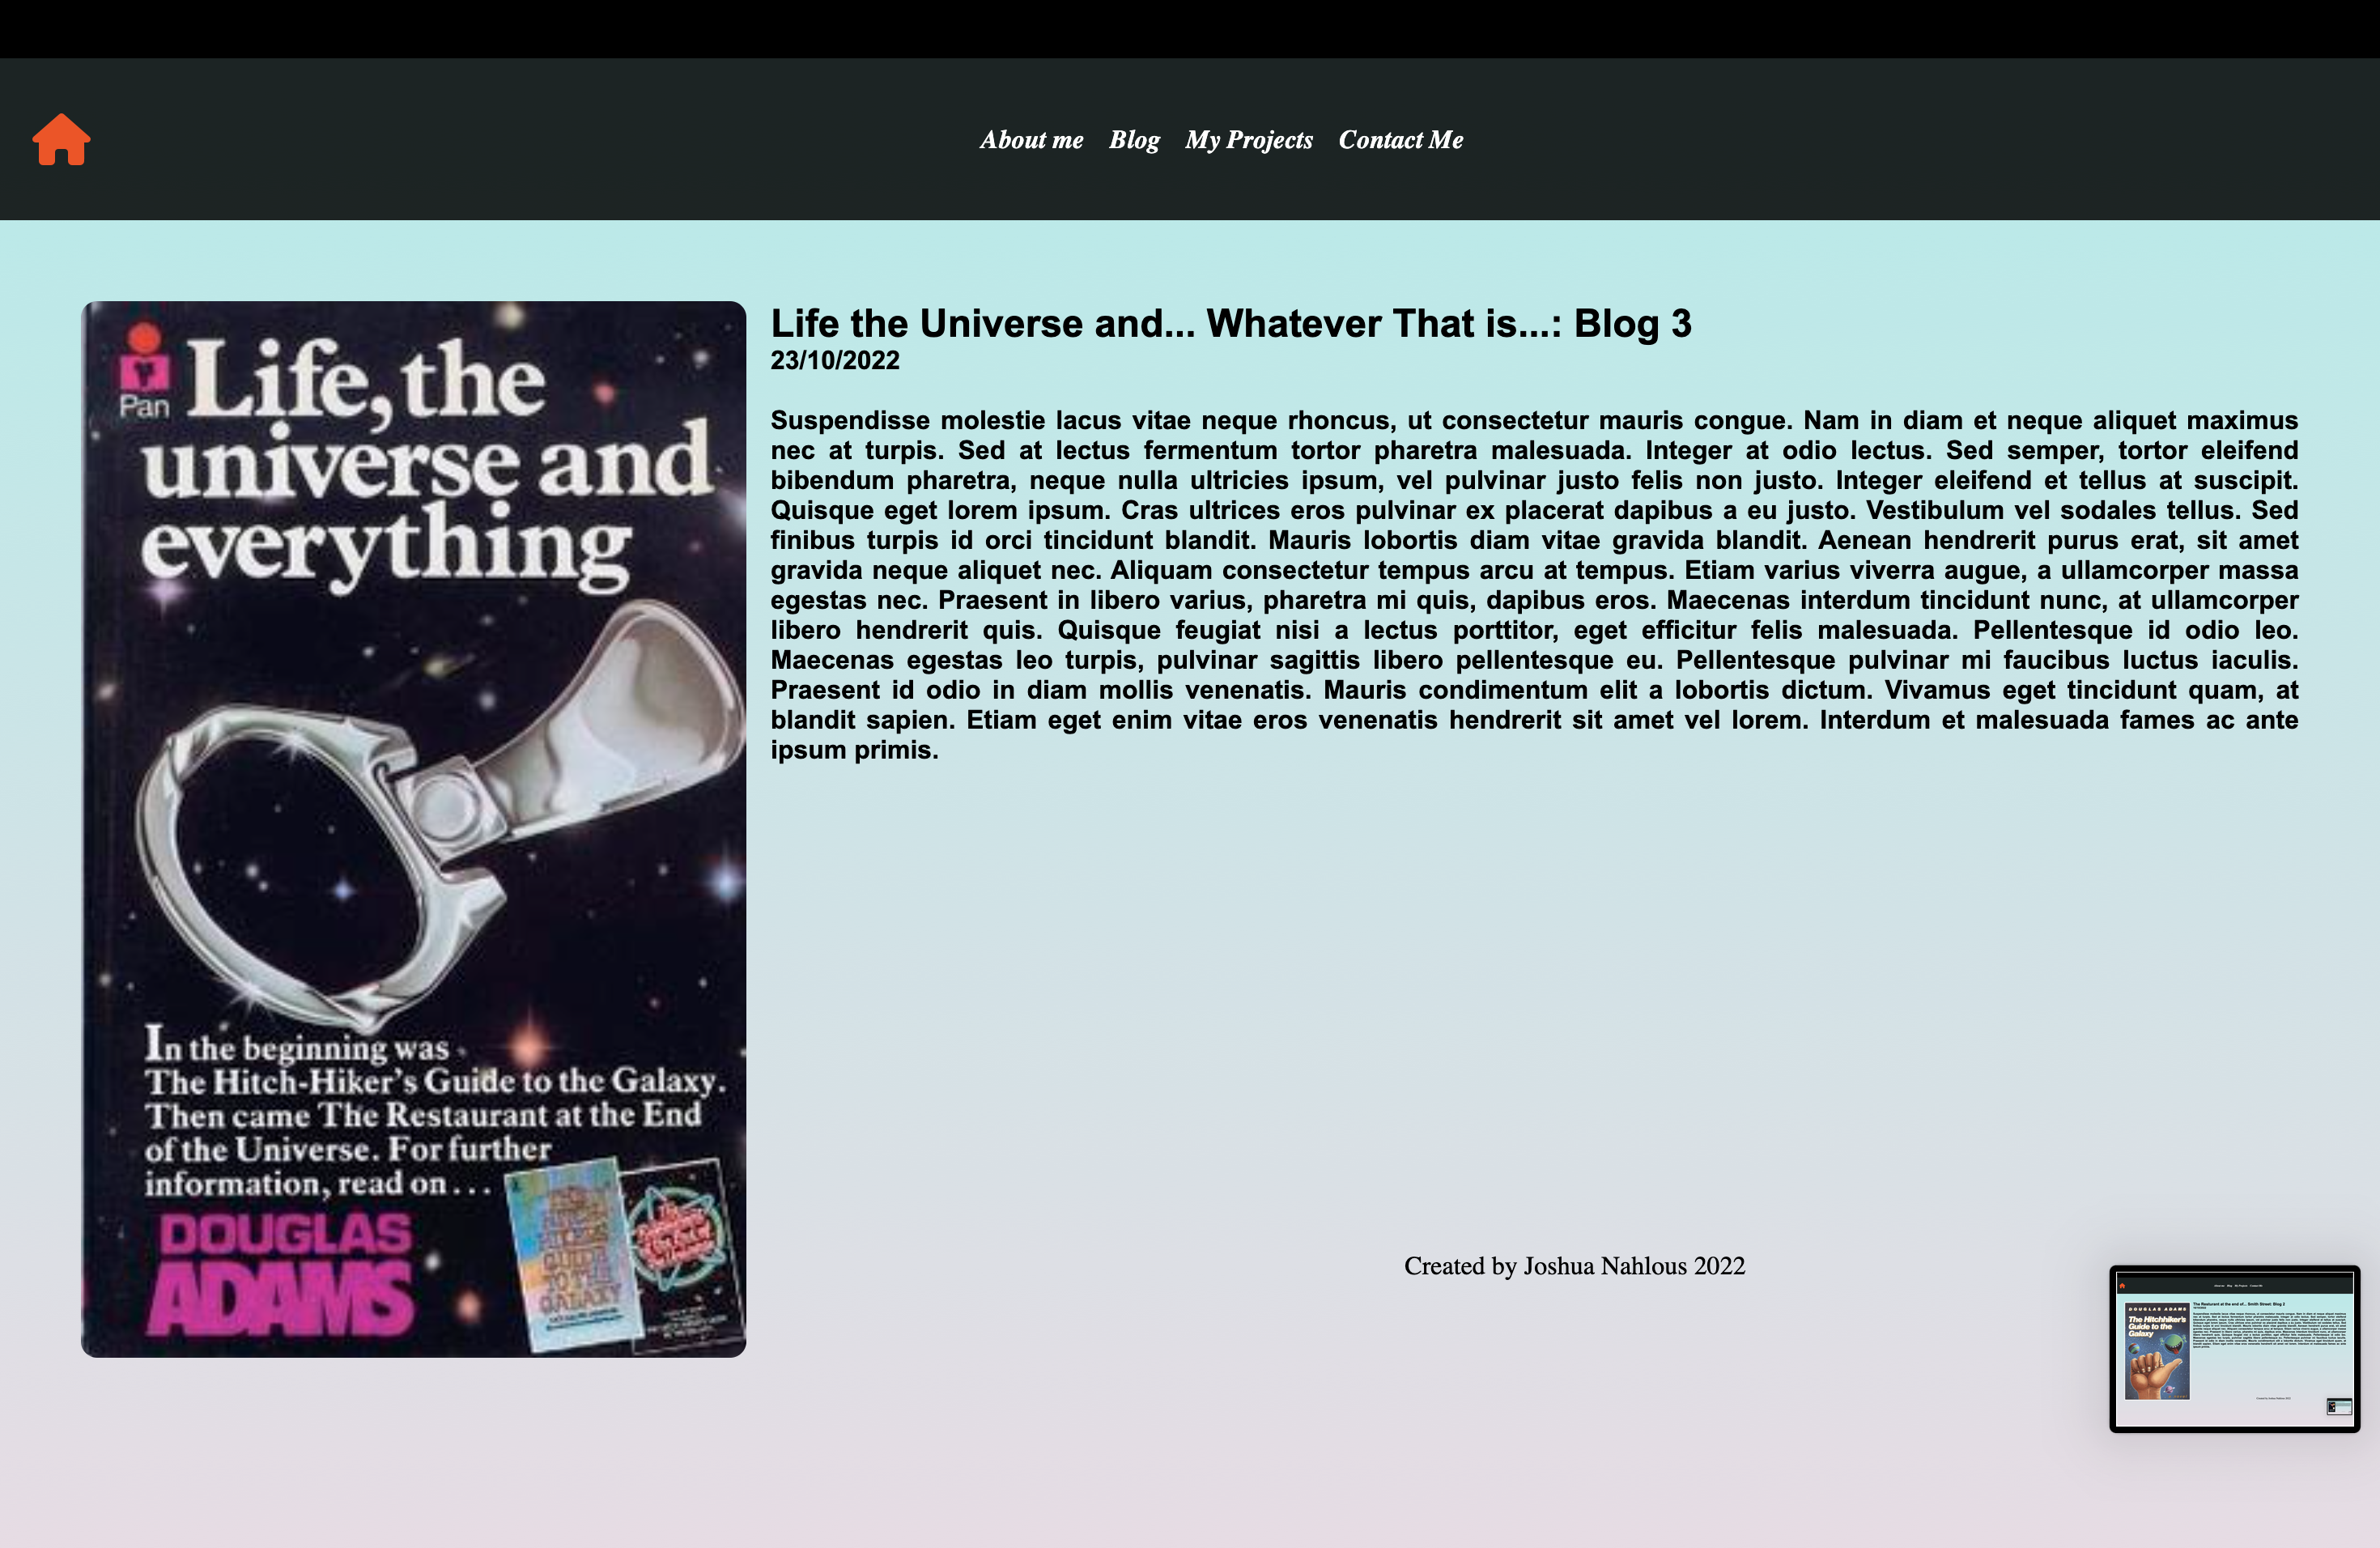 About me Blog My Projects Contact Me
Pan
Life, the
universe and
everything
In the beginning was
The Hitch-Hiker's Guide to the Galaxy.
Then came The Restaurant at the End
of the Universe. For further
information, read on...
DOUGLAS
ADAMS
GUIDE
TO THE
GALAXY
Life the Universe and... Whatever That is...: Blog 3
23/10/2022
Suspendisse molestie lacus vitae neque rhoncus, ut consectetur mauris congue. Nam in diam et neque aliquet maximus
nec at turpis. Sed at lectus fermentum tortor pharetra malesuada. Integer at odio lectus. Sed semper, tortor eleifend
bibendum pharetra, neque nulla ultricies ipsum, vel pulvinar justo felis non justo. Integer eleifend et tellus at suscipit.
Quisque eget lorem ipsum. Cras ultrices eros pulvinar ex placerat dapibus a eu justo. Vestibulum vel sodales tellus. Sed
finibus turpis id orci tincidunt blandit. Mauris lobortis diam vitae gravida blandit. Aenean hendrerit purus erat, sit amet
gravida neque aliquet nec. Aliquam consectetur tempus arcu at tempus. Etiam varius viverra augue, a ullamcorper massa
egestas nec. Praesent in libero varius, pharetra mi quis, dapibus eros. Maecenas interdum tincidunt nunc, at ullamcorper
libero hendrerit quis. Quisque feugiat nisi a lectus porttitor, eget efficitur felis malesuada. Pellentesque id odio leo.
Maecenas egestas leo turpis, pulvinar sagittis libero pellentesque eu. Pellentesque pulvinar mi faucibus luctus iaculis.
Praesent id odio in diam mollis venenatis. Mauris condimentum elit a lobortis dictum. Vivamus eget tincidunt quam, at
blandit sapien. Etiam eget enim vitae eros venenatis hendrerit sit amet vel lorem. Interdum et malesuada fames ac ante
ipsum primis.
Created by Joshua Nahlous 2022
DOUGLAS ADAMS
The Hitchhiker's
Guide to the
Galaxy